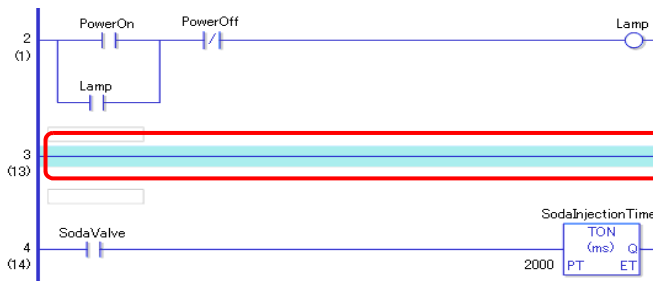 PowerOn PowerOff Lamp
2
(1)
Lamp
3
(13)
SodaInjectionTime
SodaValve TON
4 (ms) Q
(14) 2000 PT ET